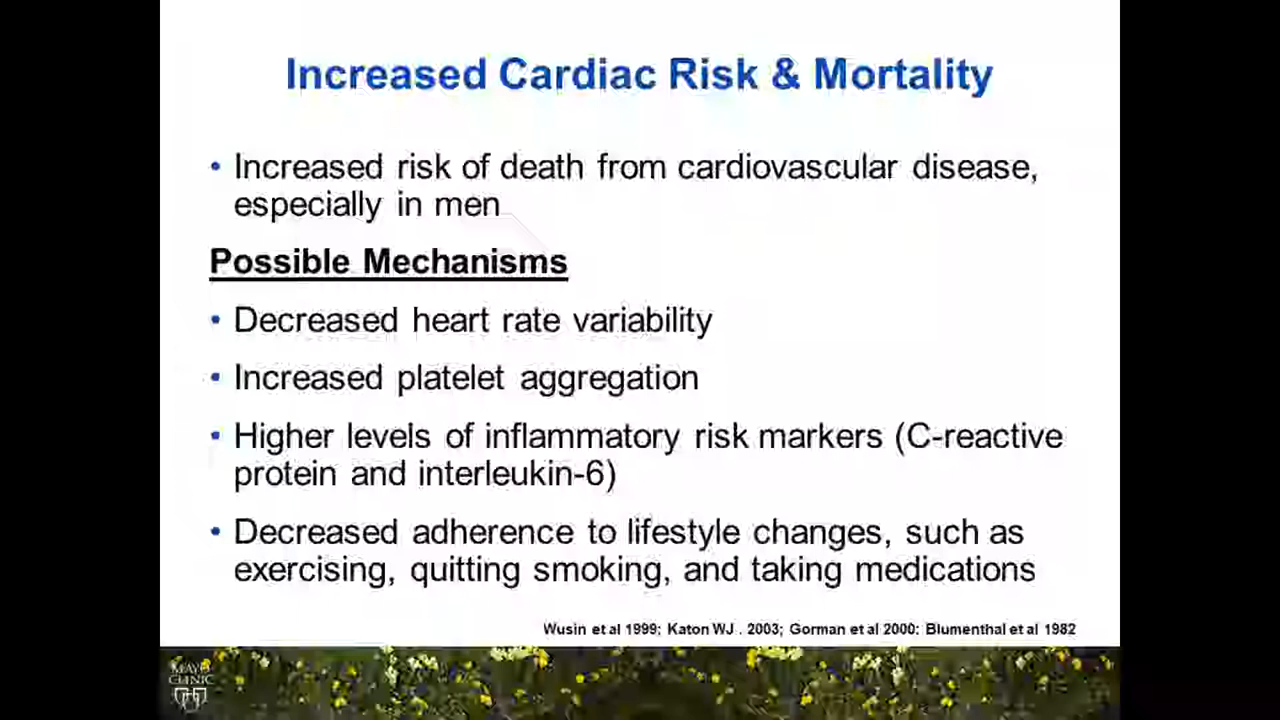 Increased Cardiac Risk & Mortality
• Increased risk of death from cardiovascular disease,
especially in men
Possible Mechanisms
• Decreased heart rate variability
• Increased platelet aggregation
• Higher levels of inflammatory risk markers (C-reactive
protein and interleukin-6)
• Decreased adherence to lifestyle changes, such as
exercising, quitting smoking, and taking medications
Wusin et al 1999; Katon WJ . 2003; Gorman et al 2000: Blumenthal et al 1982
MAYO
CLINIC